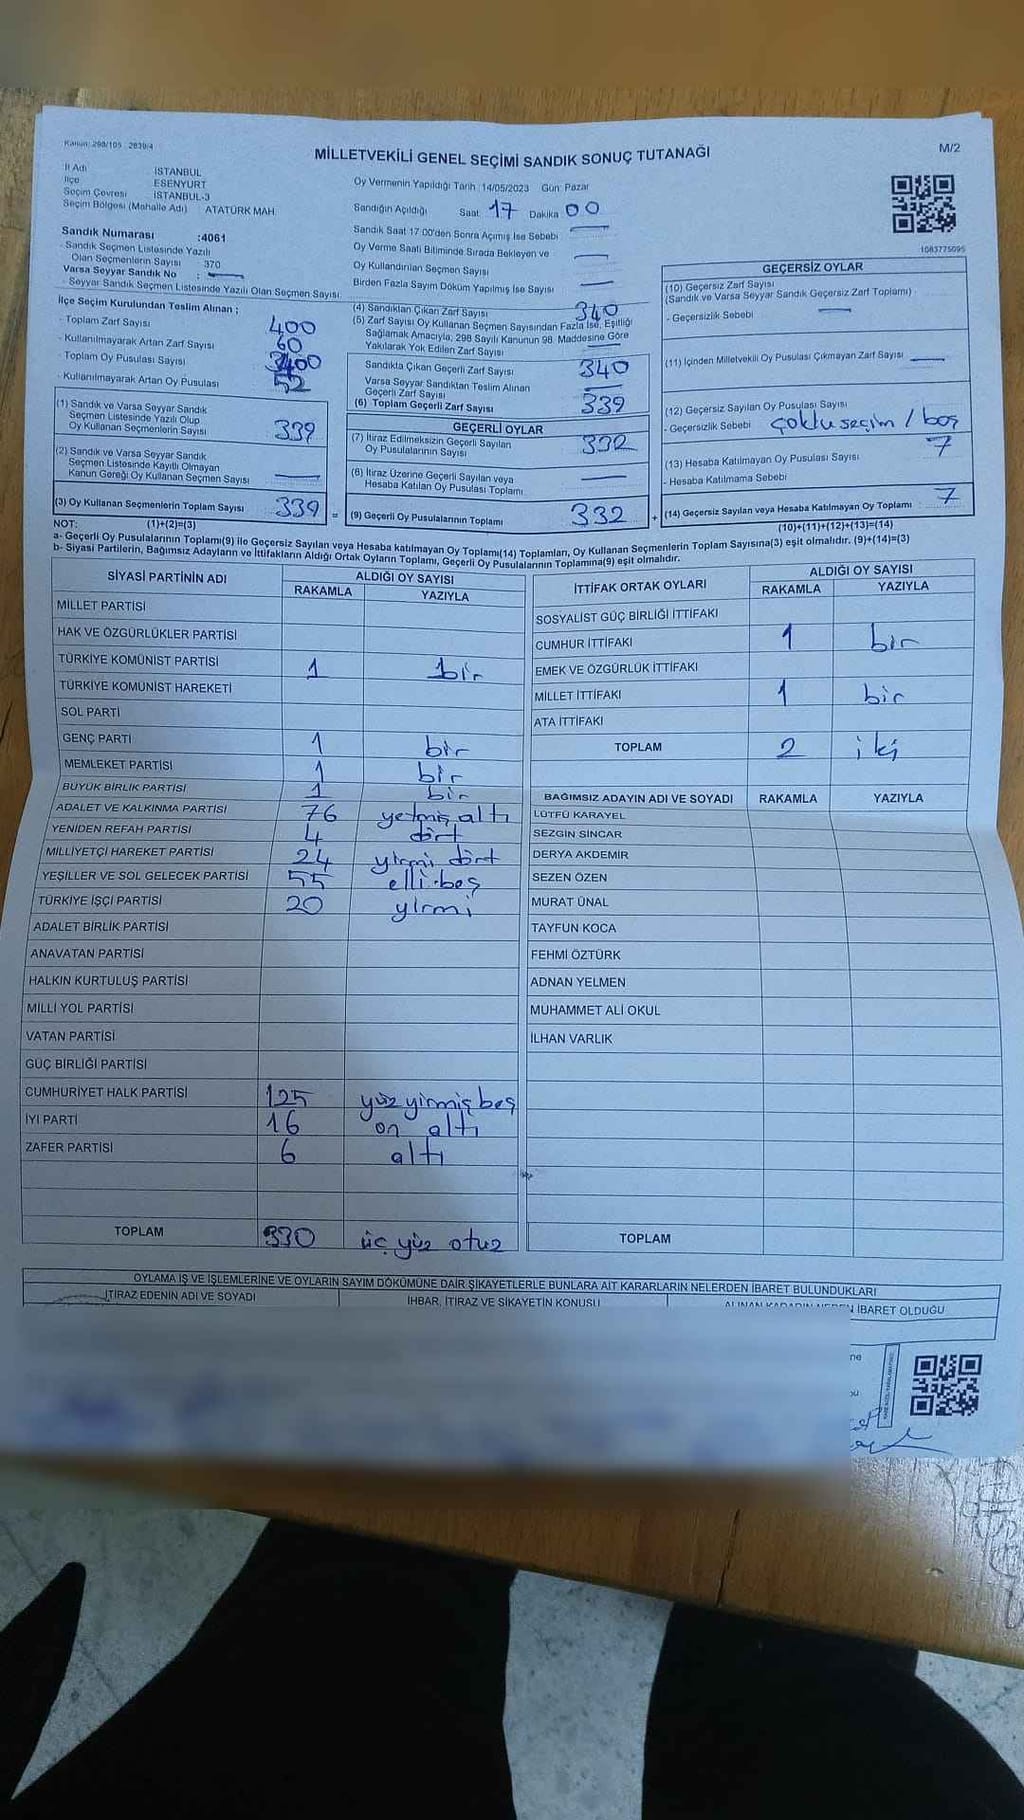 Kanun: 298/105 2839/4
MİLLETVEKİLİ GENEL SEÇİMİ SANDIK SONUÇ TUTANAĞI
M/2
İl Adı İSTANBUL
İlçe ESENYURT
Seçim Çevresi İSTANBUL-3
Seçim Bölgesi (Mahalle Adı) ATATÜRK MAH.
Oy Vermenin Yapıldığı Tarih :14/05/2023 Gün: Pazar
Sandığın Açıldığı Saat 17 Dakika 00
Sandık Saat 17.00'den Sonra Açımış İse Sebebi
Oy Verme Saati Bitiminde Sırada Bekleyen ve
Oy Kullandırılan Seçmen Sayısı
Birden Fazla Sayım Döküm Yapılmış İse Sayısı
1083775095
Sandık Numarası :4061
- Sandık Seçmen Listesinde Yazılı
Olan Seçmenlerin Sayısı : 370
Varsa Seyyar Sandık No :
- Seyyar Sandık Seçmen Listesinde Yazılı Olan Seçmen Sayısı:
İlçe Seçim Kurulundan Teslim Alınan ;
- Toplam Zarf Sayısı 400
- Kullanılmayarak Artan Zarf Sayısı 60
- Toplam Oy Pusulası Sayısı 400
- Kullanılmayarak Artan Oy Pusulası 52
(1) Sandık ve Varsa Seyyar Sandık
Seçmen Listesinde Yazılı Olup
Oy Kullanan Seçmenlerin Sayısı 339
(2) Sandık ve Varsa Seyyar Sandık
Seçmen Listesinde Kayıtlı Olmayan
Kanun Gereği Oy Kullanan Seçmen Sayısı
(3) Oy Kullanan Seçmenlerin Toplam Sayısı 339 =
(4) Sandıktan Çıkan Zarf Sayısı 340
(5) Zarf Sayısı Oy Kullanan Seçmen Sayısından Fazla İse, Eşitliği
Sağlamak Amacıyla, 298 Sayılı Kanunun 98. Maddesine Göre
Yakılarak Yok Edilen Zarf Sayısı
Sandıkta Çıkan Geçerli Zarf Sayısı 340
Varsa Seyyar Sandıktan Teslim Alınan
Geçerli Zarf Sayısı
(6) Toplam Geçerli Zarf Sayısı 339
GEÇERLİ OYLAR
(7) İtiraz Edilmeksizin Geçerli Sayılan
Oy Pusulalarının Sayısı 332
(8) İtiraz Üzerine Geçerli Sayılan veya
Hesaba Katılan Oy Pusulası Toplamı
(9) Geçerli Oy Pusulalarının Toplamı 332 +
GEÇERSİZ OYLAR
(10) Geçersiz Zarf Sayısı
(Sandık ve Varsa Seyyar Sandık Geçersiz Zarf Toplamı)
- Geçersizlik Sebebi
(11) İçinden Milletvekili Oy Pusulası Çıkmayan Zarf Sayısı
(12) Geçersiz Sayılan Oy Pusulası Sayısı
- Geçersizlik Sebebi çoklu seçim / boş
7
(13) Hesaba Katılmayan Oy Pusulası Sayısı
- Hesaba Katılmama Sebebi
(14) Geçersiz Sayılan veya Hesaba Katılmayan Oy Toplamı 7
NOT: (1)+(2)=(3)
(10)+(11)+(12)+(13)=(14)
a- Geçerli Oy Pusulalarının Toplamı(9) ile Geçersiz Sayılan veya Hesaba katılmayan Oy Toplamı(14) Toplamları, Oy Kullanan Seçmenlerin Toplam Sayısına(3) eşit olmalıdır. (9)+(14)=(3)
b- Siyasi Partilerin, Bağımsız Adayların ve İttifakların Aldığı Ortak Oyların Toplamı, Geçerli Oy Pusulalarının Toplamına(9) eşit olmalıdır.
SİYASİ PARTİNİN ADI ALDIĞI OY SAYISI
RAKAMLA YAZIYLA
MİLLET PARTİSİ
HAK VE ÖZGÜRLÜKLER PARTİSİ
TÜRKİYE KOMÜNİST PARTİSİ 1 bir
TÜRKİYE KOMÜNİST HAREKETİ
SOL PARTİ
GENÇ PARTİ 1 bir
MEMLEKET PARTİSİ 1 bir
BÜYÜK BİRLİK PARTİSİ 1 bir
ADALET VE KALKINMA PARTİSİ 76 yetmiş altı
YENİDEN REFAH PARTİSİ 4 dört
MİLLİYETÇİ HAREKET PARTİSİ 24 yirmi dört
YEŞİLLER VE SOL GELECEK PARTİSİ 55 elli beş
TÜRKİYE İŞÇİ PARTİSİ 20 yirmi
ADALET BİRLİK PARTİSİ
ANAVATAN PARTİSİ
HALKIN KURTULUŞ PARTİSİ
MİLLİ YOL PARTİSİ
VATAN PARTİSİ
GÜÇ BİRLİĞİ PARTİSİ
CUMHURİYET HALK PARTİSİ 125 yüz yirmiş beş
İYİ PARTİ 16 on altı
ZAFER PARTİSİ 6 altı
TOPLAM 330 üç yüz otuz
İTTİFAK ORTAK OYLARI ALDIĞI OY SAYISI
RAKAMLA YAZIYLA
SOSYALİST GÜÇ BİRLİĞİ İTTİFAKI
CUMHUR İTTİFAKI 1 bir
EMEK VE ÖZGÜRLÜK İTTİFAKI
MİLLET İTTİFAKI 1 bir
ATA İTTİFAKI
TOPLAM 2 iki
BAĞIMSIZ ADAYIN ADI VE SOYADI RAKAMLA YAZIYLA
LÜTFÜ KARAYEL
SEZGİN SİNCAR
DERYA AKDEMİR
SEZEN ÖZEN
MURAT ÜNAL
TAYFUN KOCA
FEHMİ ÖZTÜRK
ADNAN YELMEN
MUHAMMET ALİ OKUL
İLHAN VARLIK
TOPLAM
OYLAMA İŞ VE İŞLEMLERİNE VE OYLARIN SAYIM DÖKÜMÜNE DAİR ŞİKAYETLERLE BUNLARA AİT KARARLARIN NELERDEN İBARET BULUNDUKLARI
İTİRAZ EDENİN ADI VE SOYADI
İHBAR, İTİRAZ VE ŞİKAYETİN KONUSU
İBARET OLDUĞU